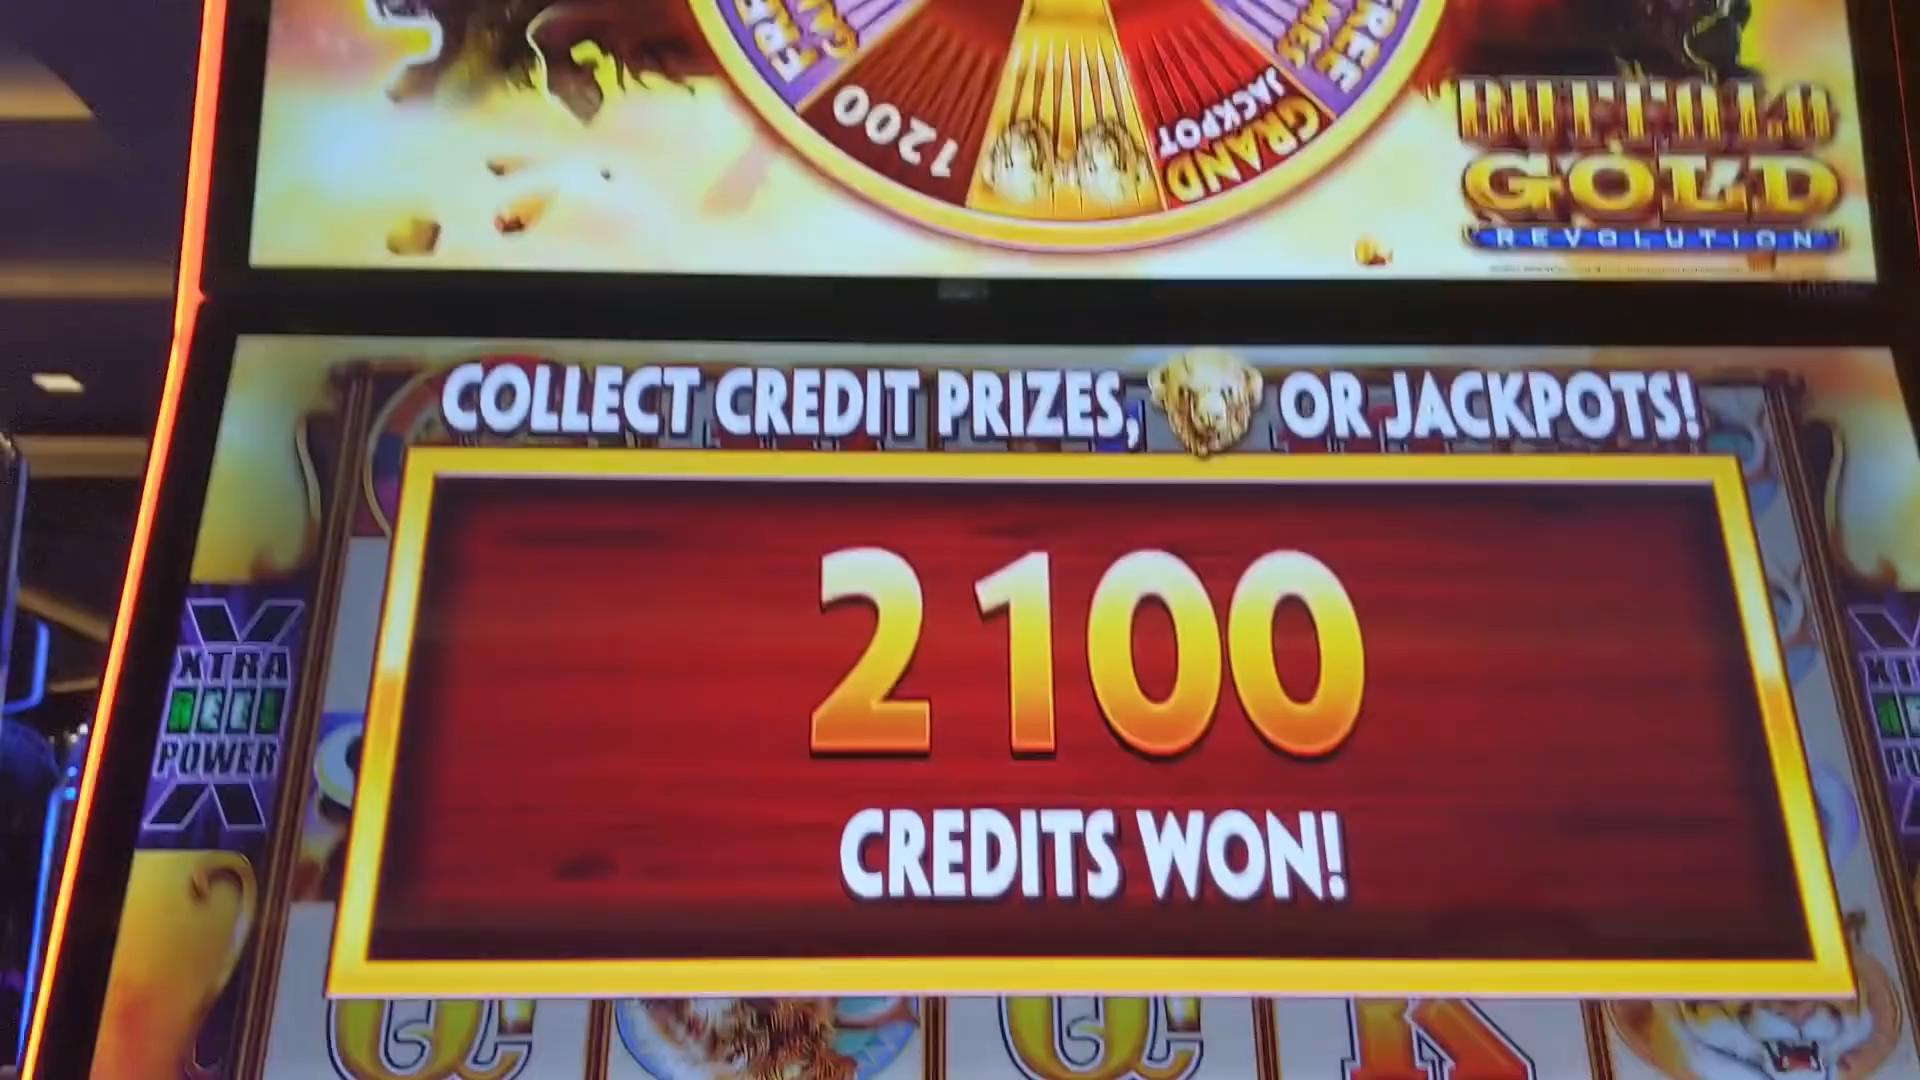 FREE
GAMES
1200
GRAND
JACKPOT
FREE
GAMES
BUFFALO
GOLD
REVOLUTION
COLLECT CREDIT PRIZES, OR JACKPOTS!
2100
CREDITS WON!
XTRA
REEL
POWER
Q
Q
K